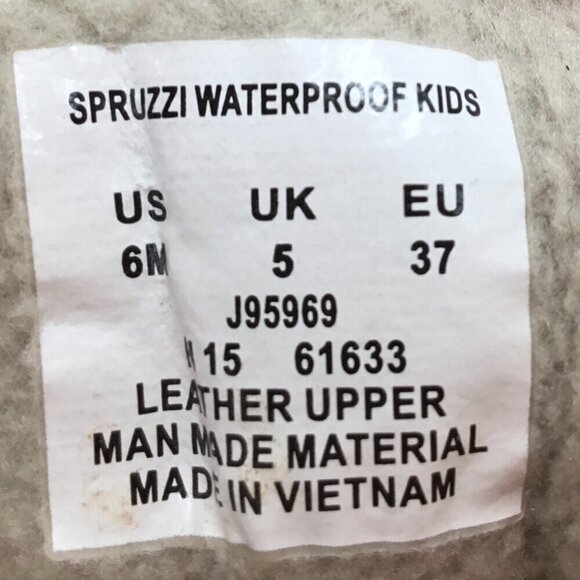 SPRUZZI WATERPROOF KIDS
US UK EU
6M 5 37
J95969
H 15 61633
LEATHER UPPER
MAN MADE MATERIAL
MADE IN VIETNAM